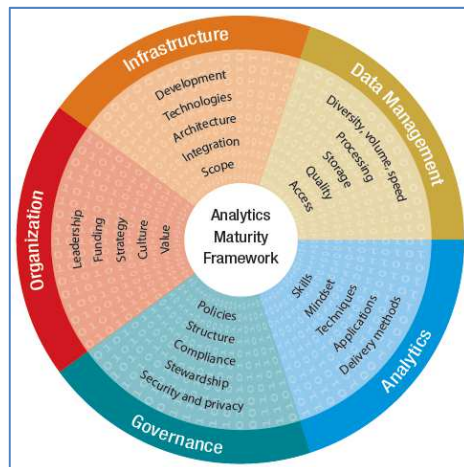 Infrastructure
Development
Technologies
Architecture
Integration
Scope
Data Management
Diversity, volume, speed
Processing
Storage
Quality
Access
Organization
Leadership
Funding
Strategy
Culture
Value
Analytics
Maturity
Framework
Skills
Mindset
Techniques
Applications
Delivery methods
Analytics
Policies
Structure
Compliance
Stewardship
Security and privacy
Governance